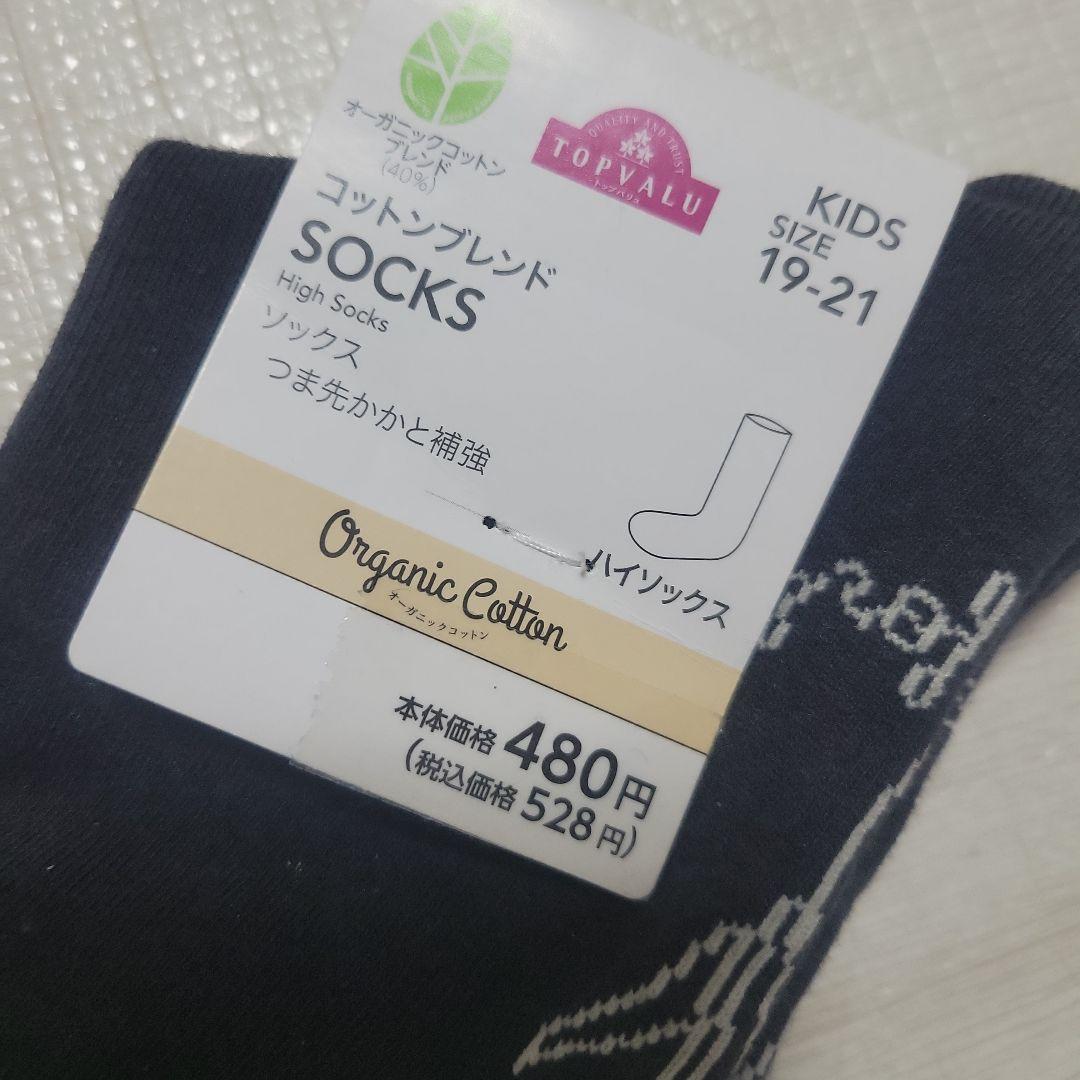 オーガニックコットン
ブレンド
(40%)
QUALITY AND TRUST
TOPVALU
トップバリュ
KIDS
SIZE
19-21
コットンブレンド
SOCKS
High Socks
ソックス
つま先かかと補強
ハイソックス
Organic Cotton
オーガニックコットン
本体価格 480円
(税込価格 528円)